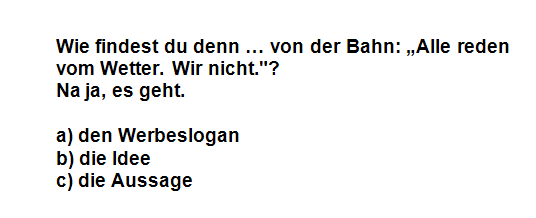 Wie findest du denn … von der Bahn: „Alle reden
vom Wetter. Wir nicht."?
Na ja, es geht.
a) den Werbeslogan
b) die Idee
c) die Aussage